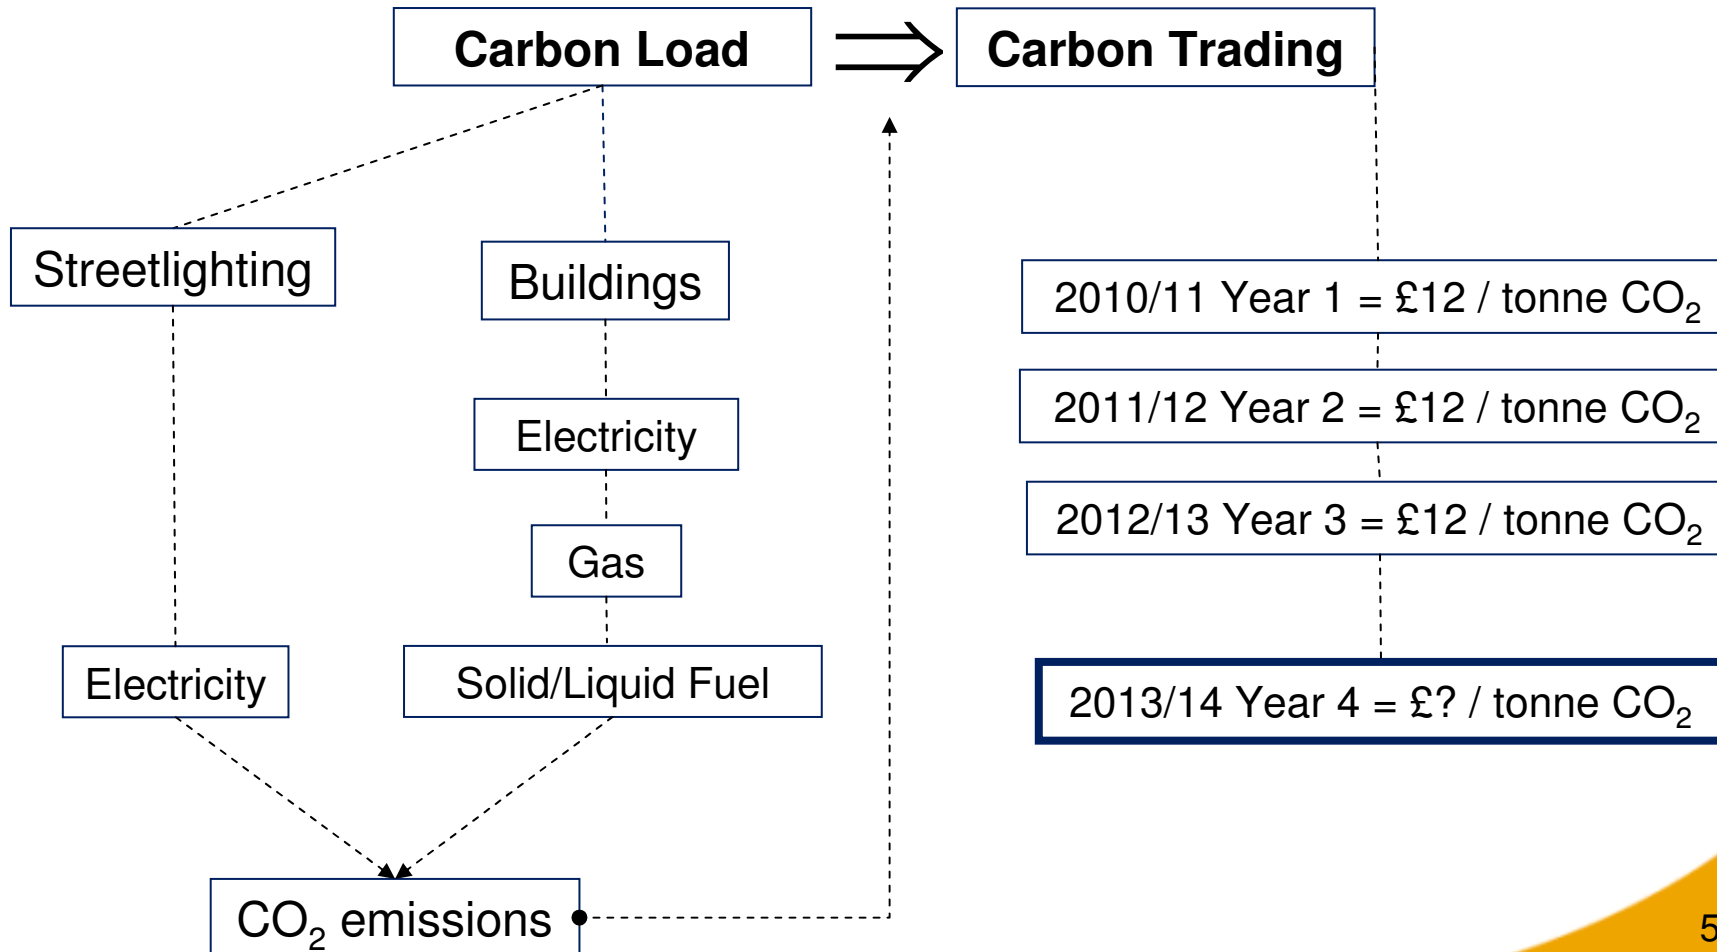 Carbon Load
Carbon Trading
Streetlighting
Buildings
Electricity
Gas
Electricity
Solid/Liquid Fuel
CO₂ emissions
2010/11 Year 1 = £12 / tonne CO₂
2011/12 Year 2 = £12 / tonne CO₂
2012/13 Year 3 = £12 / tonne CO₂
2013/14 Year 4 = £? / tonne CO₂
5